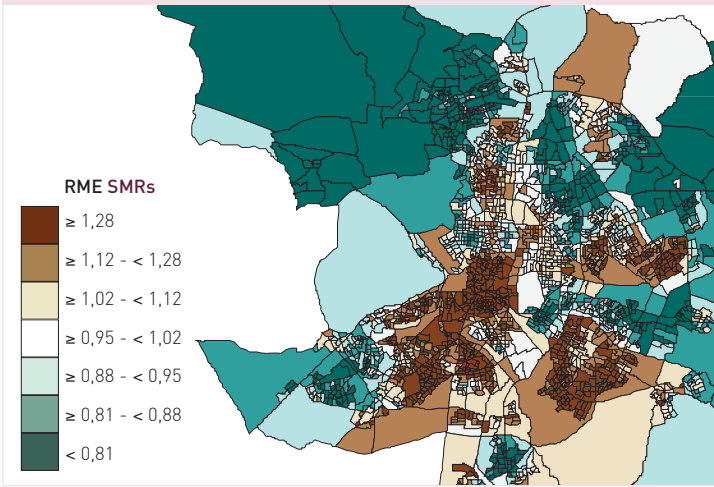 RME SMRs
≥ 1,28
≥ 1,12 - < 1,28
≥ 1,02 - < 1,12
≥ 0,95 - < 1,02
≥ 0,88 - < 0,95
≥ 0,81 - < 0,88
< 0,81